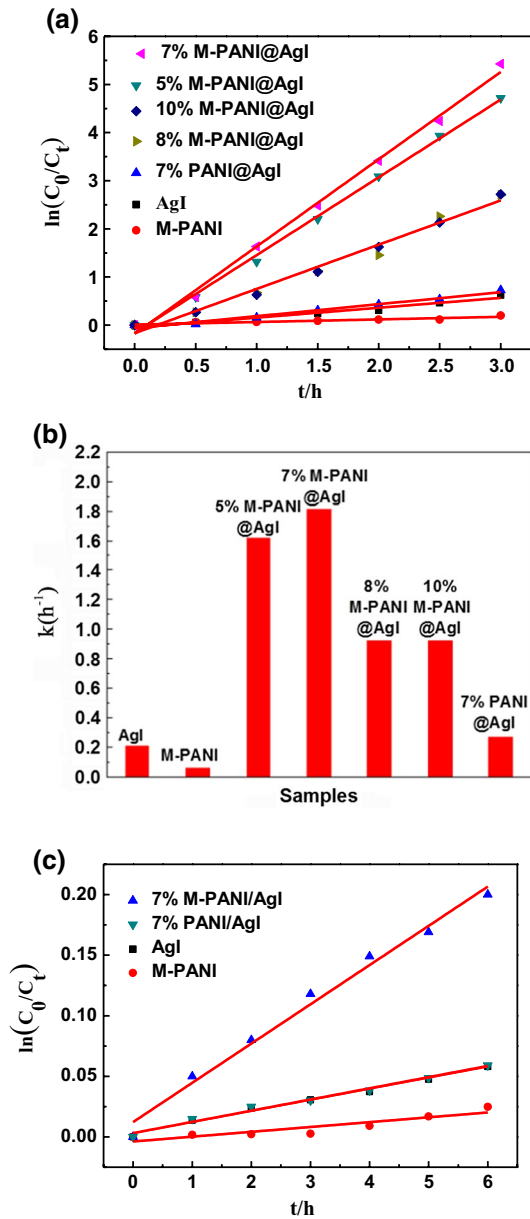 (a)
7% M-PANI@AgI
5% M-PANI@AgI
10% M-PANI@AgI
8% M-PANI@AgI
7% PANI@AgI
AgI
M-PANI
ln(C0/Ct)
6
5
4
3
2
1
0
0.0 0.5 1.0 1.5 2.0 2.5 3.0
t/h
(b)
k(h-1)
2.2
2.0
1.8
1.6
1.4
1.2
1.0
0.8
0.6
0.4
0.2
0.0
AgI
M-PANI
5% M-PANI
@AgI
7% M-PANI
@AgI
8%
M-PANI
@AgI
10%
M-PANI
@AgI
7% PANI
@AgI
Samples
(c)
7% M-PANI/AgI
7% PANI/AgI
AgI
M-PANI
ln(C0/Ct)
0.20
0.15
0.10
0.05
0.00
0 1 2 3 4 5 6
t/h